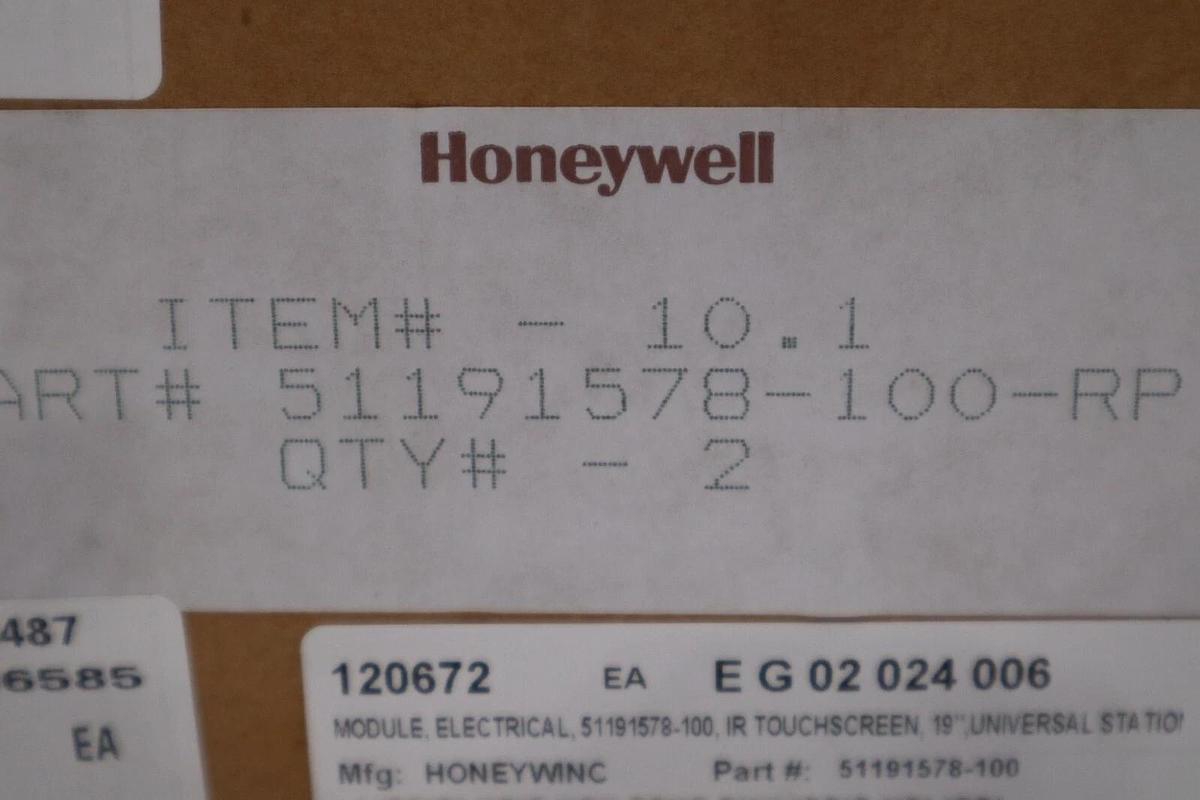 Honeywell
ITEM# - 10.1
ART# 51191578-100-RP
QTY# - 2
487
6585
EA
120672 EA E G 02 024 006
MODULE, ELECTRICAL, 51191578-100, IR TOUCHSCREEN, 19",UNIVERSAL STATIO
Mfg: HONEYWINC Part #: 51191578-100